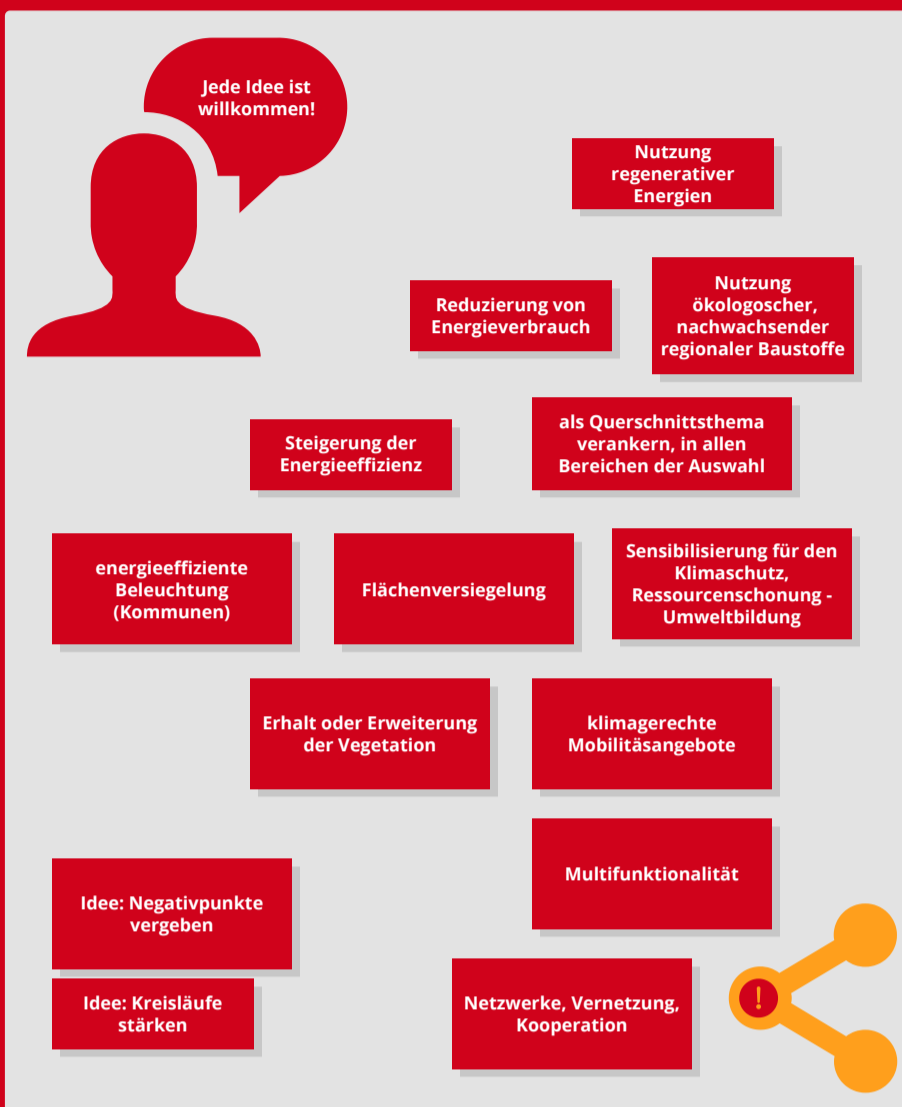 Jede Idee ist
willkommen!
Nutzung
regenerativer
Energien
Reduzierung von
Energieverbrauch
Nutzung
ökologoscher,
nachwachsender
regionaler Baustoffe
Steigerung der
Energieeffizienz
als Querschnittsthema
verankern, in allen
Bereichen der Auswahl
energieeffiziente
Beleuchtung
(Kommunen)
Flächenversiegelung
Sensibilisierung für den
Klimaschutz,
Ressourcenschonung -
Umweltbildung
Erhalt oder Erweiterung
der Vegetation
klimagerechte
Mobilitäsangebote
Multifunktionalität
Idee: Negativpunkte
vergeben
Idee: Kreisläufe
stärken
Netzwerke, Vernetzung,
Kooperation
!